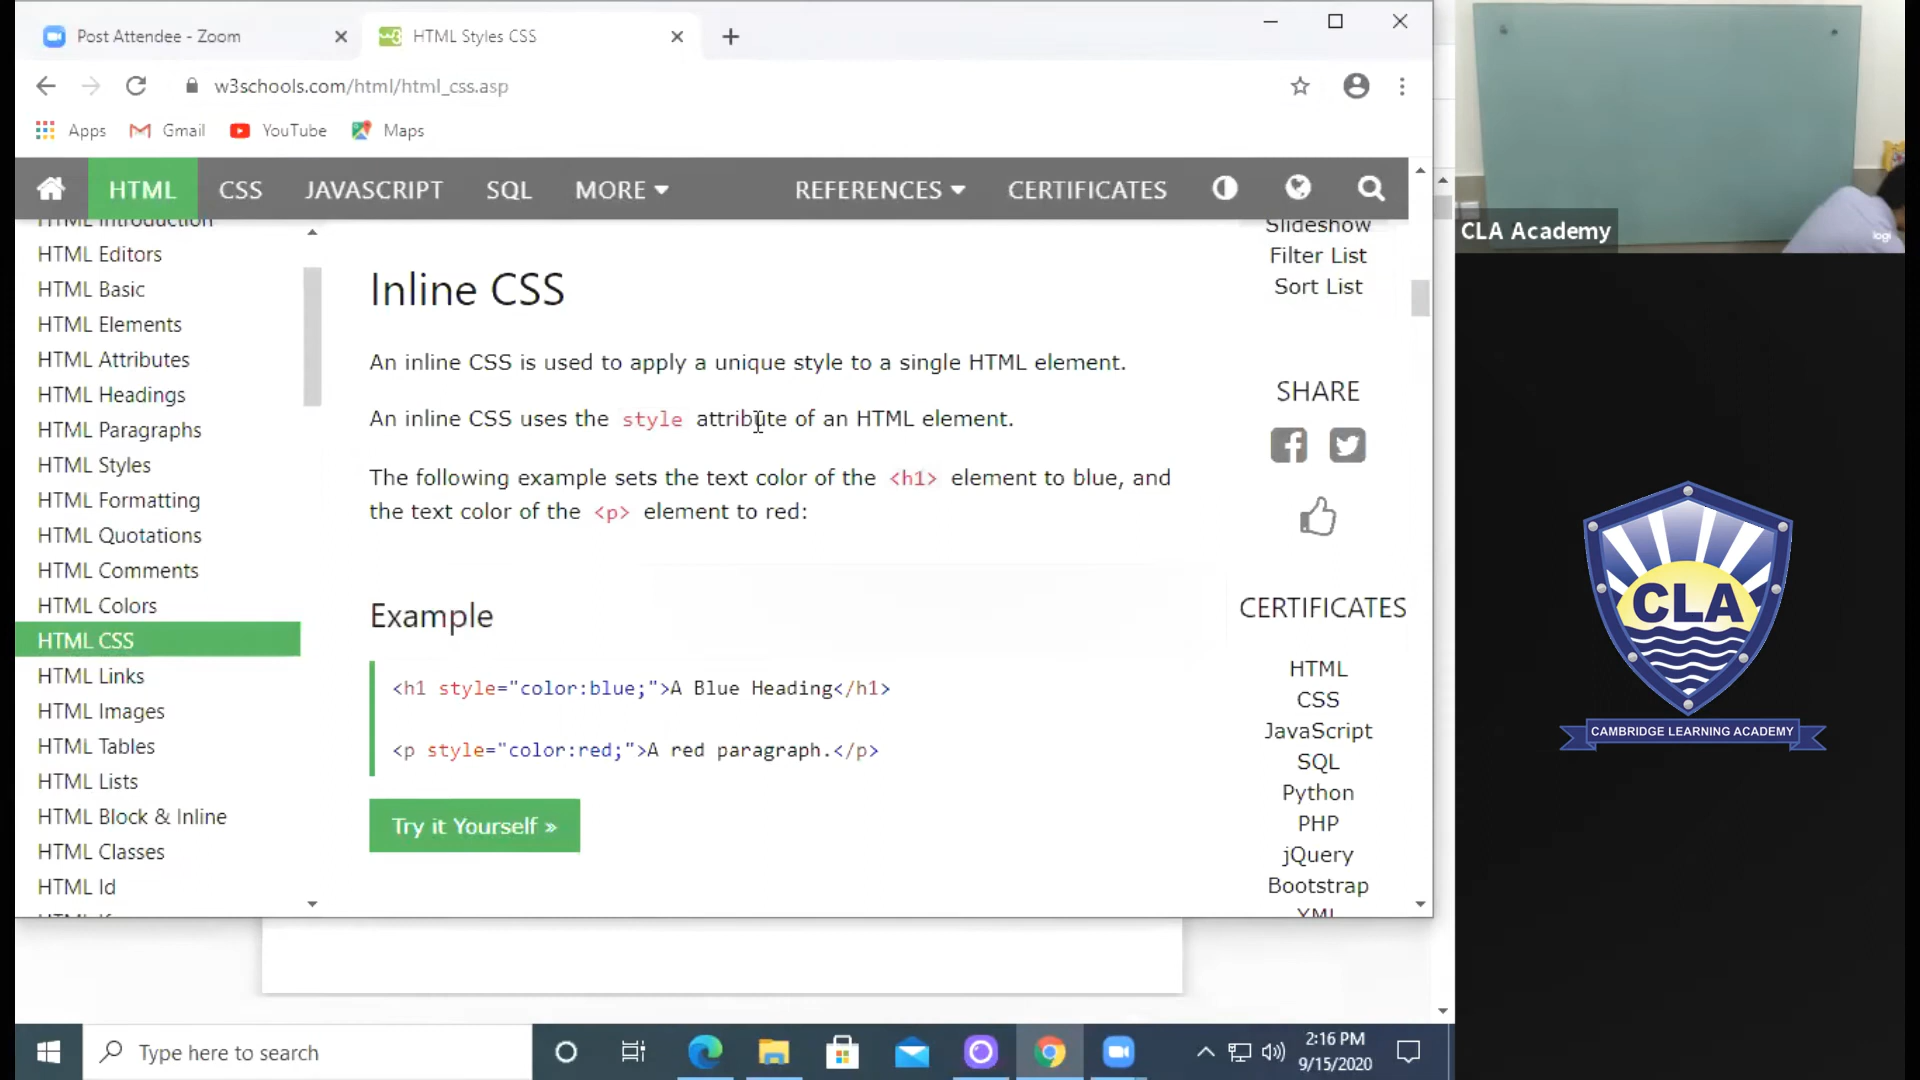 Post Attendee - Zoom
HTML Styles CSS
w3schools.com/html/html_css.asp
Apps
Gmail
YouTube
Maps
HTML
CSS
JAVASCRIPT
SQL
MORE
REFERENCES
CERTIFICATES
HTML Introduction
HTML Editors
HTML Basic
HTML Elements
HTML Attributes
HTML Headings
HTML Paragraphs
HTML Styles
HTML Formatting
HTML Quotations
HTML Comments
HTML Colors
HTML CSS
HTML Links
HTML Images
HTML Tables
HTML Lists
HTML Block & Inline
HTML Classes
HTML Id
Inline CSS
An inline CSS is used to apply a unique style to a single HTML element.
An inline CSS uses the style attribute of an HTML element.
The following example sets the text color of the <h1> element to blue, and
the text color of the <p> element to red:
Example
<h1 style="color:blue;">A Blue Heading</h1>
<p style="color:red;">A red paragraph.</p>
Try it Yourself »
Slideshow
Filter List
Sort List
SHARE
CERTIFICATES
HTML
CSS
JavaScript
SQL
Python
PHP
jQuery
Bootstrap
XML
CLA Academy
logi
CLA
CAMBRIDGE LEARNING ACADEMY
Type here to search
2:16 PM
9/15/2020